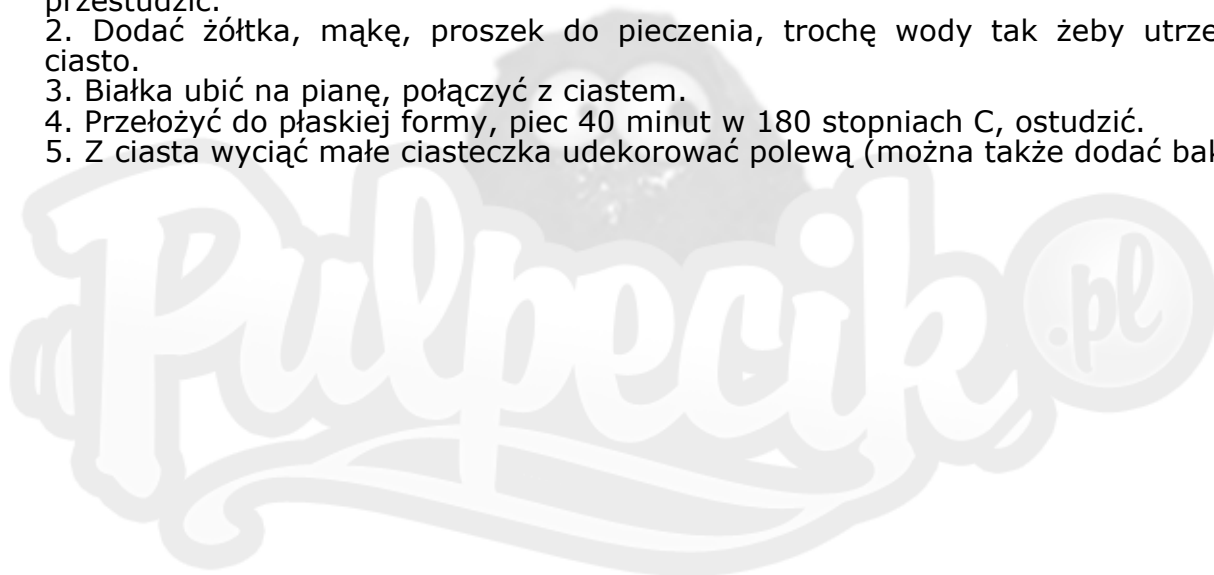 przestudzić.
2. Dodać żółtka, mąkę, proszek do pieczenia, trochę wody tak żeby
ciasto.
3. Białka ubić na pianę, połączyć z ciastem.
4. Przełożyć do płaskiej formy, piec 40 minut w 180 stopniach C, ostudzić.
5. Z ciasta wyciąć małe ciasteczka udekorować polewą (można także dodać
Pulpecik.pl